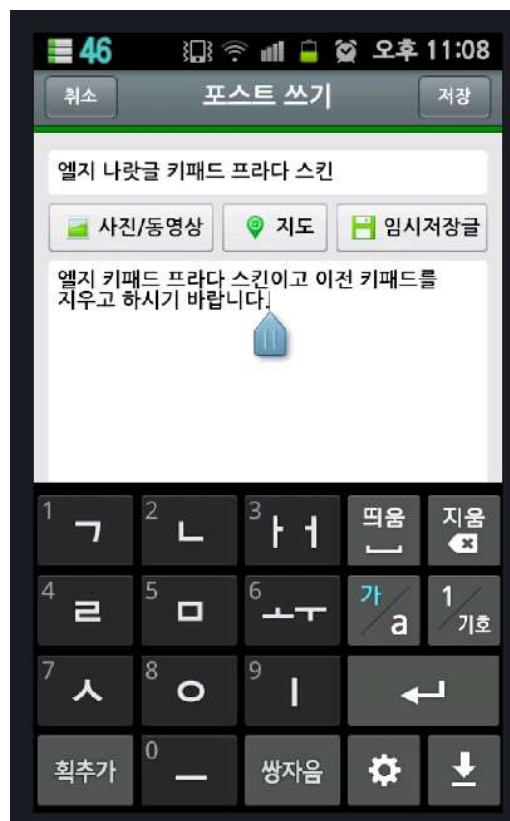 46 오후 11:08
취소 포스트 쓰기 저장
엘지 나랏글 키패드 프라다 스킨
사진/동영상 지도 임시저장글
엘지 키패드 프라다 스킨이고 이전 키패드를
지우고 하시기 바랍니다.
1 ㄱ 2 ㄴ 3 ㅏㅓ 띄움 지움
4 ㄹ 5 ㅁ 6 ㅗㅜ 가/a 1/기호
7 ㅅ 8 ㅇ 9 ㅣ
획추가 0 ㅡ 쌍자음